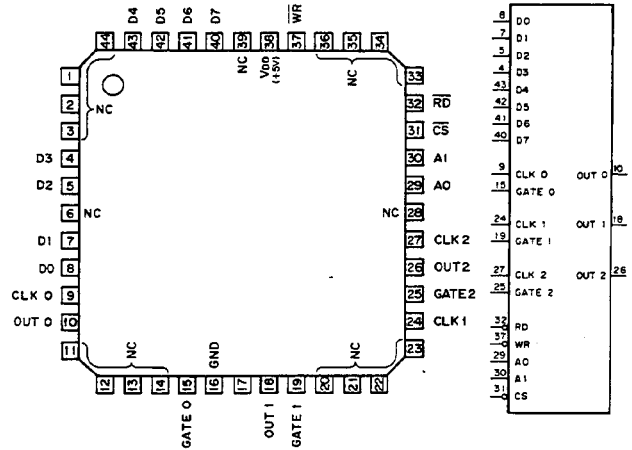 D4 D5 D6 D7 NC VDD (+5V) WR NC
44 43 42 41 40 39 38 37 36 35 34
1
2
3
NC
D3 4
D2 5
6 NC
D1 7
D0 8
CLK 0 9
OUT 0 10
11
33
32 RD
31 CS
30 A1
29 A0
NC 28
27 CLK2
26 OUT2
25 GATE2
24 CLK1
23
NC GND NC
12 13 14 15 16 17 18 19 20 21 22
GATE 0 OUT 1 GATE 1
8 D0
7 D1
5 D2
4 D3
43 D4
42 D5
41 D6
40 D7
9 CLK 0 OUT 0 10
15 GATE 0
24 CLK 1 OUT 1 18
19 GATE 1
27 CLK 2 OUT 2 26
25 GATE 2
32 RD
37 WR
29 A0
30 A1
31 CS